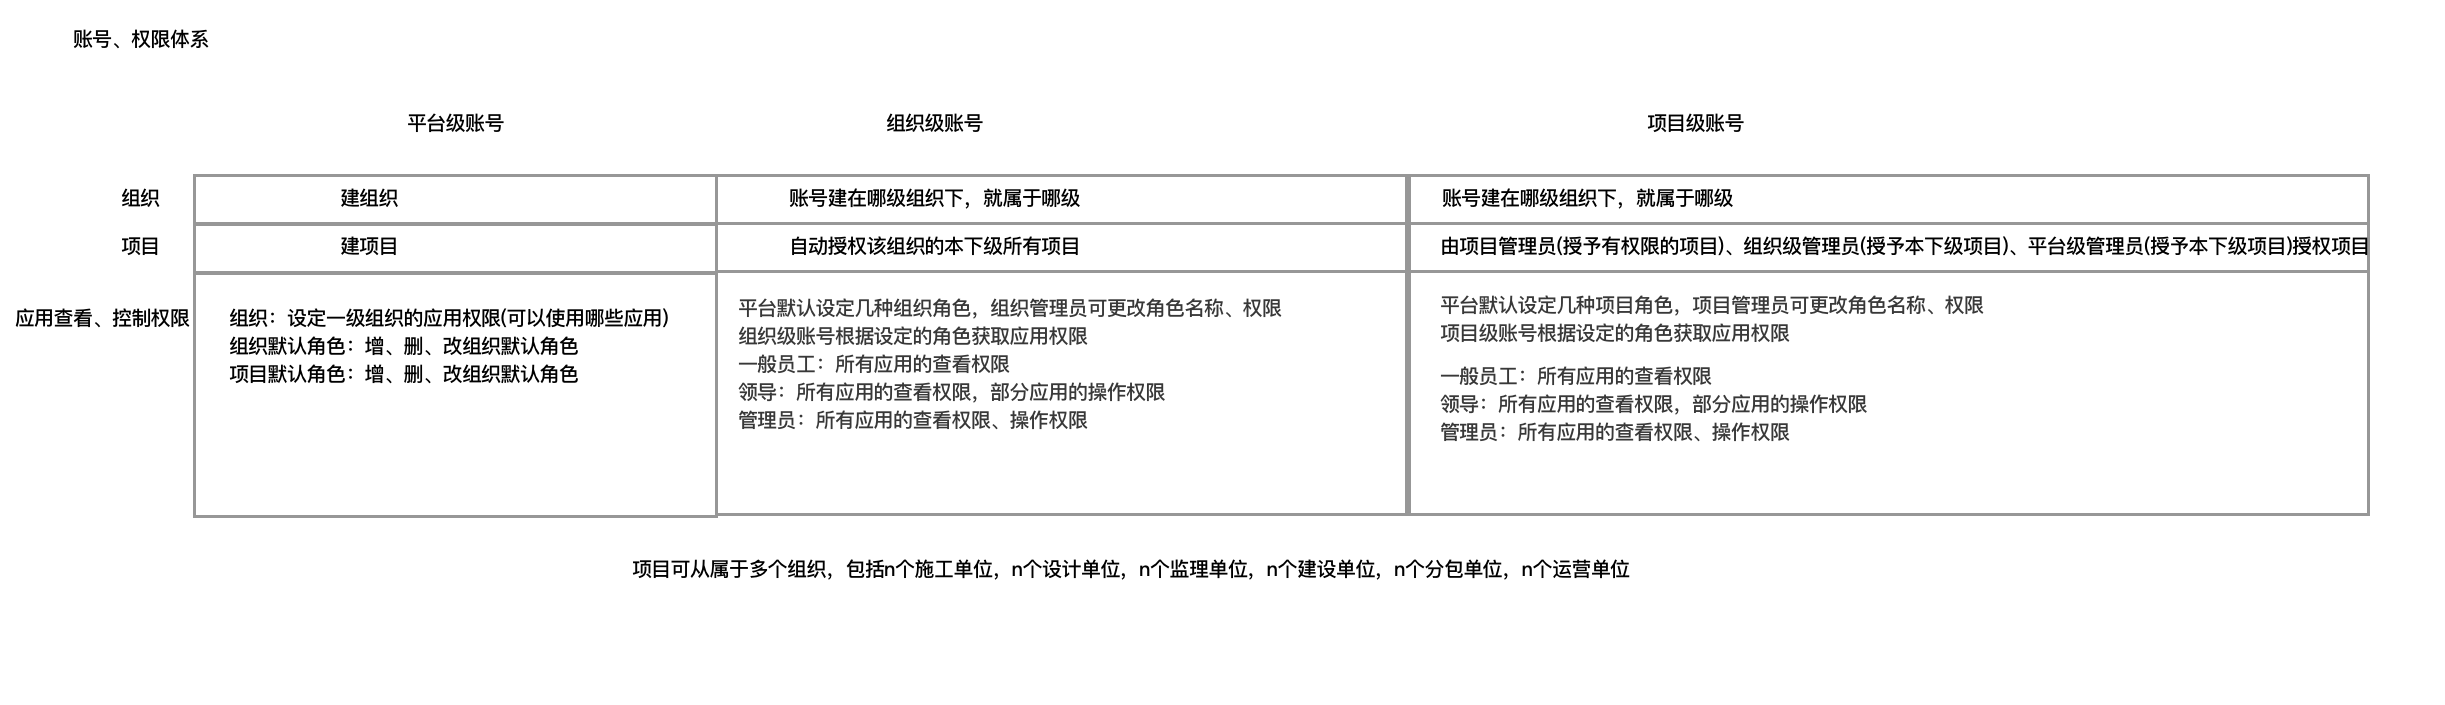 账号、权限体系
平台级账号
组织级账号
项目级账号
组织
建组织
账号建在哪级组织下，就属于哪级
账号建在哪级组织下，就属于哪级
项目
建项目
自动授权该组织的本下级所有项目
由项目管理员(授予有权限的项目)、组织级管理员(授予本下级项目)、平台级管理员(授予本下级项目)授权项目
应用查看、控制权限
组织：设定一级组织的应用权限(可以使用哪些应用)
组织默认角色：增、删、改组织默认角色
项目默认角色：增、删、改组织默认角色
平台默认设定几种组织角色，组织管理员可更改角色名称、权限
组织级账号根据设定的角色获取应用权限
一般员工：所有应用的查看权限
领导：所有应用的查看权限，部分应用的操作权限
管理员：所有应用的查看权限、操作权限
平台默认设定几种项目角色，项目管理员可更改角色名称、权限
项目级账号根据设定的角色获取应用权限
一般员工：所有应用的查看权限
领导：所有应用的查看权限，部分应用的操作权限
管理员：所有应用的查看权限、操作权限
项目可从属于多个组织，包括n个施工单位，n个设计单位，n个监理单位，n个建设单位，n个分包单位，n个运营单位